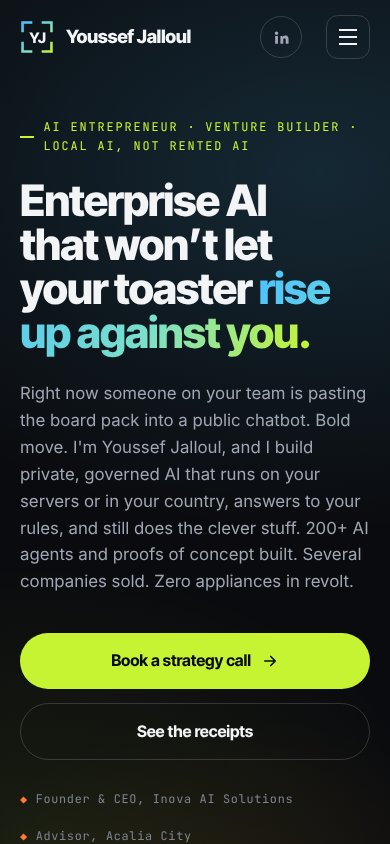 YJ Youssef Jalloul in
AI ENTREPRENEUR · VENTURE BUILDER ·
LOCAL AI, NOT RENTED AI
Enterprise AI
that won’t let
your toaster rise
up against you.
Right now someone on your team is pasting
the board pack into a public chatbot. Bold
move. I'm Youssef Jalloul, and I build
private, governed AI that runs on your
servers or in your country, answers to your
rules, and still does the clever stuff. 200+ AI
agents and proofs of concept built. Several
companies sold. Zero appliances in revolt.
Book a strategy call →
See the receipts
◆ Founder & CEO, Inova AI Solutions
◆ Advisor, Acalia City